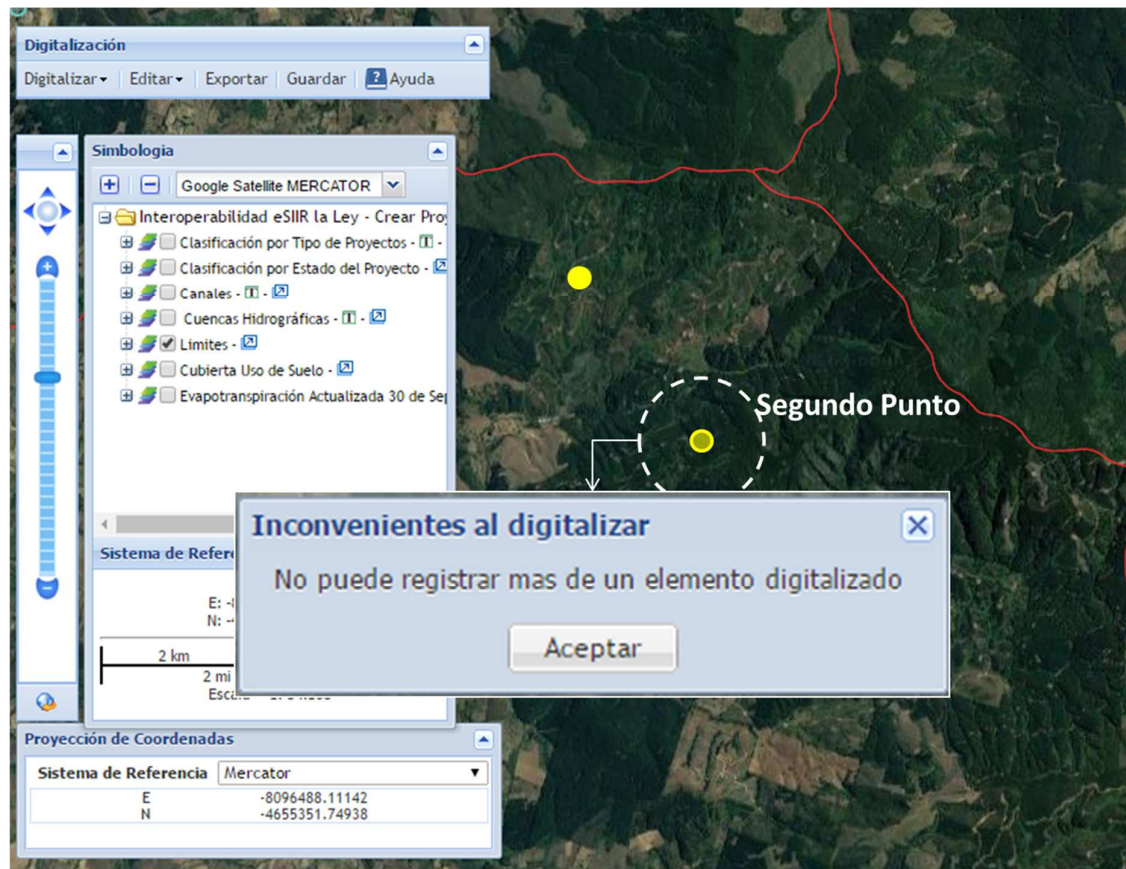 Digitalización
Digitalizar Editar Exportar Guardar ? Ayuda
Simbologia
Google Satellite MERCATOR
Interoperabilidad eSIIR la Ley - Crear Pro
Clasificación por Tipo de Proyectos - T -
Clasificación por Estado del Proyecto -
Canales - T -
Cuencas Hidrográficas - T -
Limites -
Cubierta Uso de Suelo -
Evapotranspiración Actualizada 30 de Se
Segundo Punto
Inconvenientes al digitalizar
No puede registrar mas de un elemento digitalizado
Aceptar
Sistema de Refere
E: -
N: -
2 km
2 mi
Proyección de Coordenadas
Sistema de Referencia Mercator
E -8096488.11142
N -4655351.74938